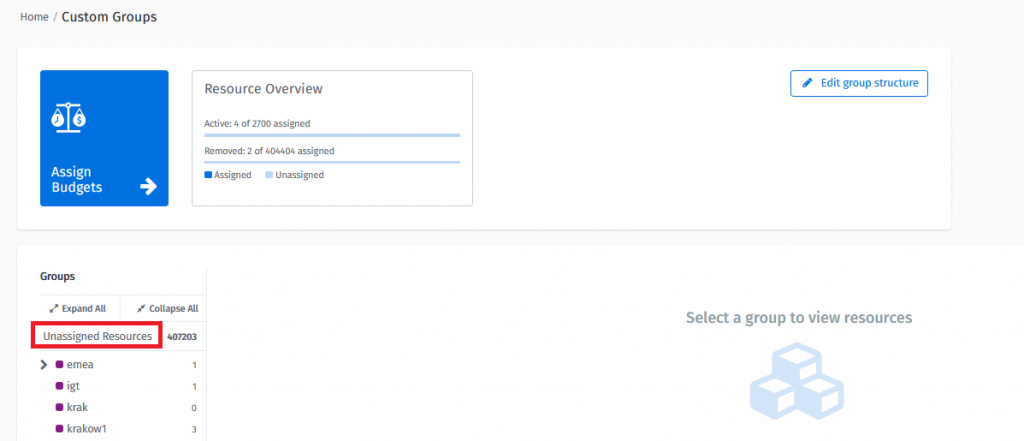 Home / Custom Groups
Assign
Budgets
Resource Overview
Active: 4 of 2700 assigned
Removed: 2 of 404404 assigned
Assigned Unassigned
Edit group structure
Groups
Expand All Collapse All
Unassigned Resources 407203
emea 1
igt 1
krak 0
krakow1 3
Select a group to view resources